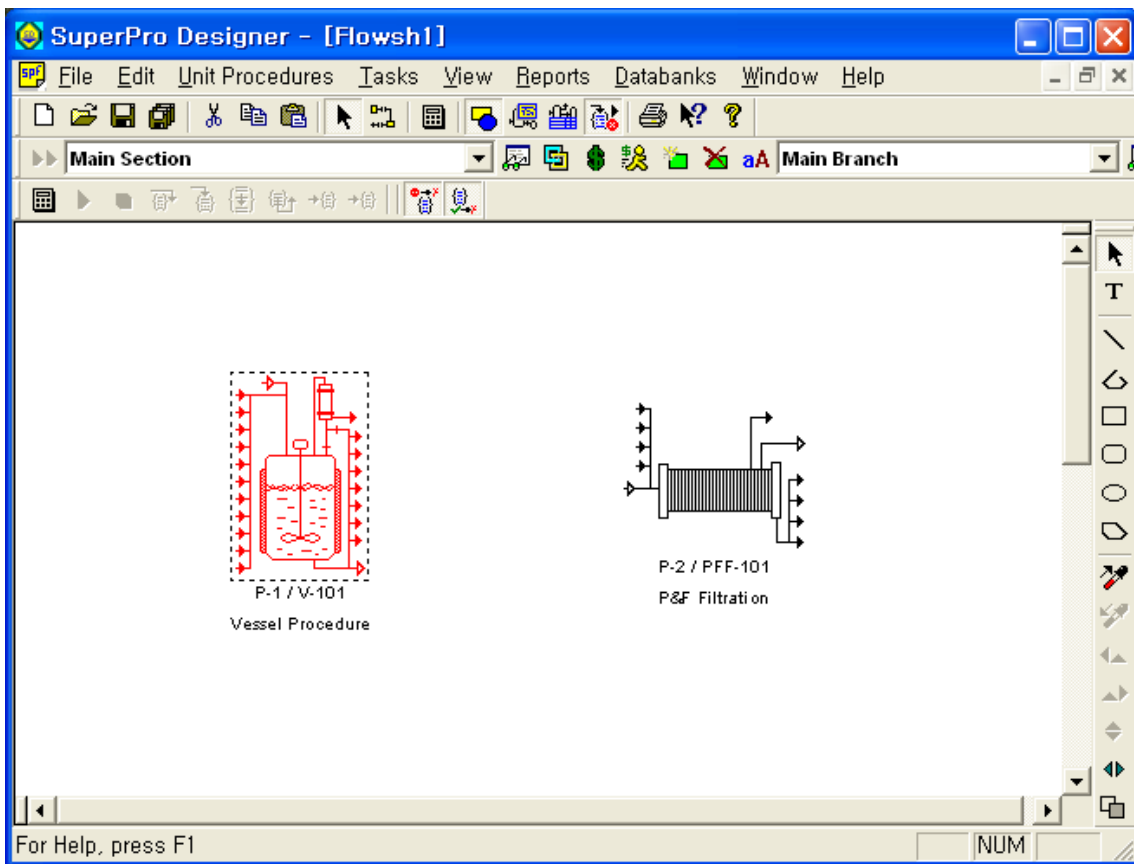 SuperPro Designer - [Flowsh1]
spf File Edit Unit Procedures Tasks View Reports Databanks Window Help
Main Section
aA Main Branch
T
P-1 / V-101
Vessel Procedure
P-2 / PFF-101
P&F Filtration
For Help, press F1
NUM